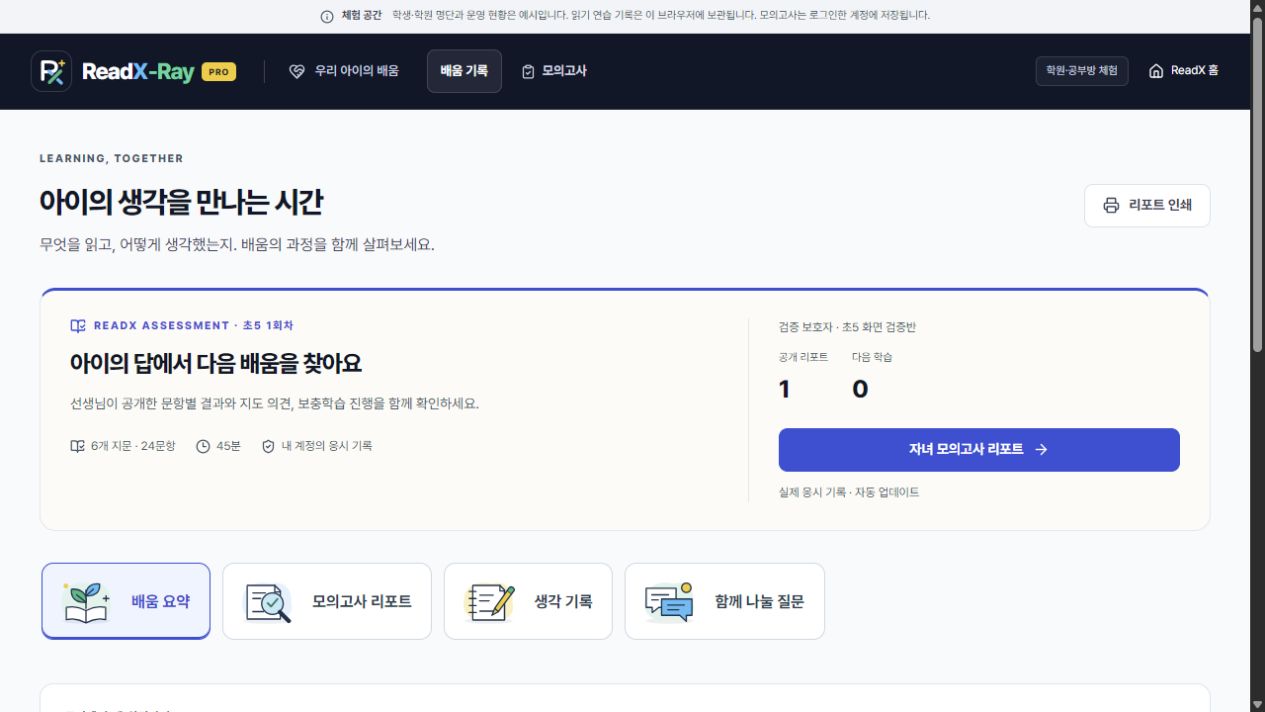 체험 공간 학생·학원 명단과 운영 현황은 예시입니다. 읽기 연습 기록은 이 브라우저에 보관됩니다. 모의고사는 로그인한 계정에 저장됩니다.
ReadX-Ray PRO
우리 아이의 배움
배움 기록
모의고사
학원·공부방 체험
ReadX 홈
LEARNING, TOGETHER
아이의 생각을 만나는 시간
무엇을 읽고, 어떻게 생각했는지. 배움의 과정을 함께 살펴보세요.
리포트 인쇄
READX ASSESSMENT · 초5 1회차
아이의 답에서 다음 배움을 찾아요
선생님이 공개한 문항별 결과와 지도 의견, 보충학습 진행을 함께 확인하세요.
6개 지문 · 24문항
45분
내 계정의 응시 기록
검증 보호자 · 초5 화면 검증반
공개 리포트 다음 학습
1 0
자녀 모의고사 리포트 →
실제 응시 기록 · 자동 업데이트
배움 요약
모의고사 리포트
생각 기록
함께 나눌 질문